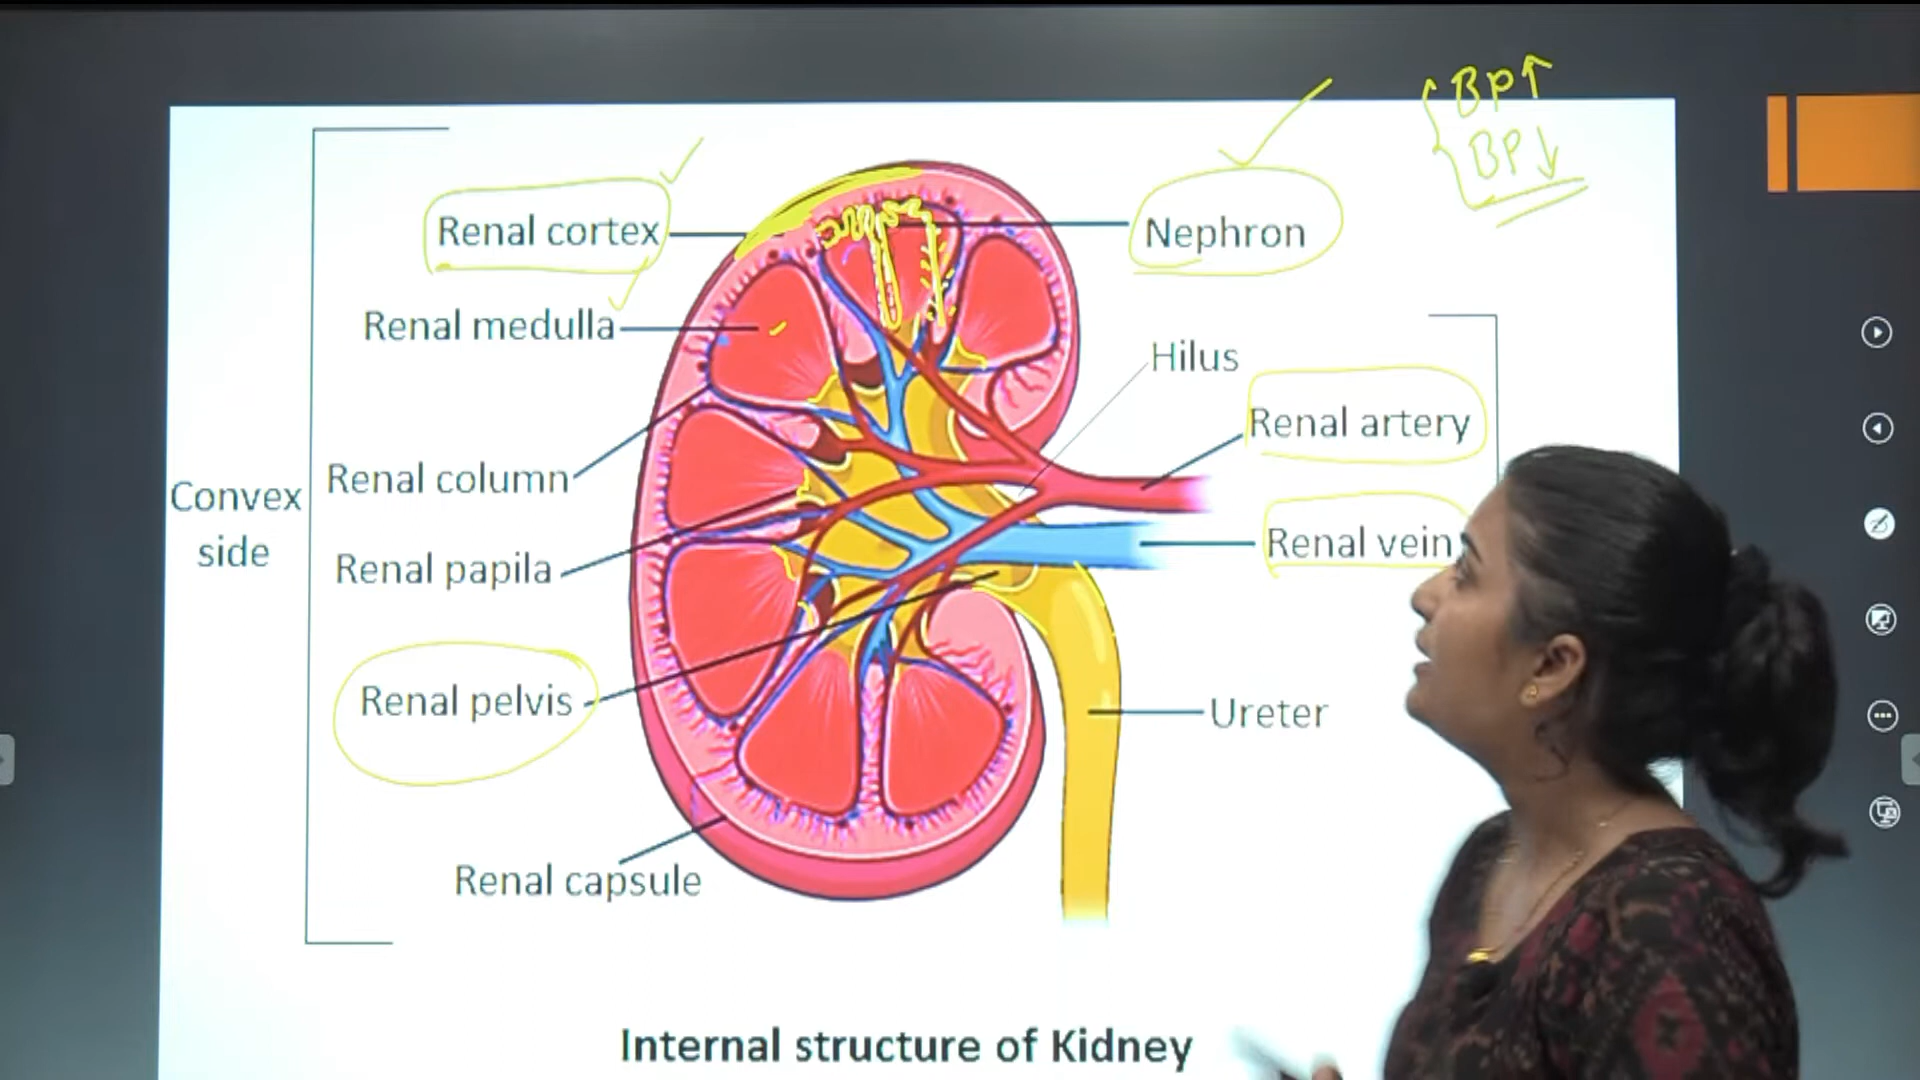 BP↑
BP↓
Renal cortex
Nephron
Renal medulla
Hilus
Renal artery
Renal column
Convex
side
Renal vein
Renal papila
Renal pelvis
Ureter
Renal capsule
Internal structure of Kidney